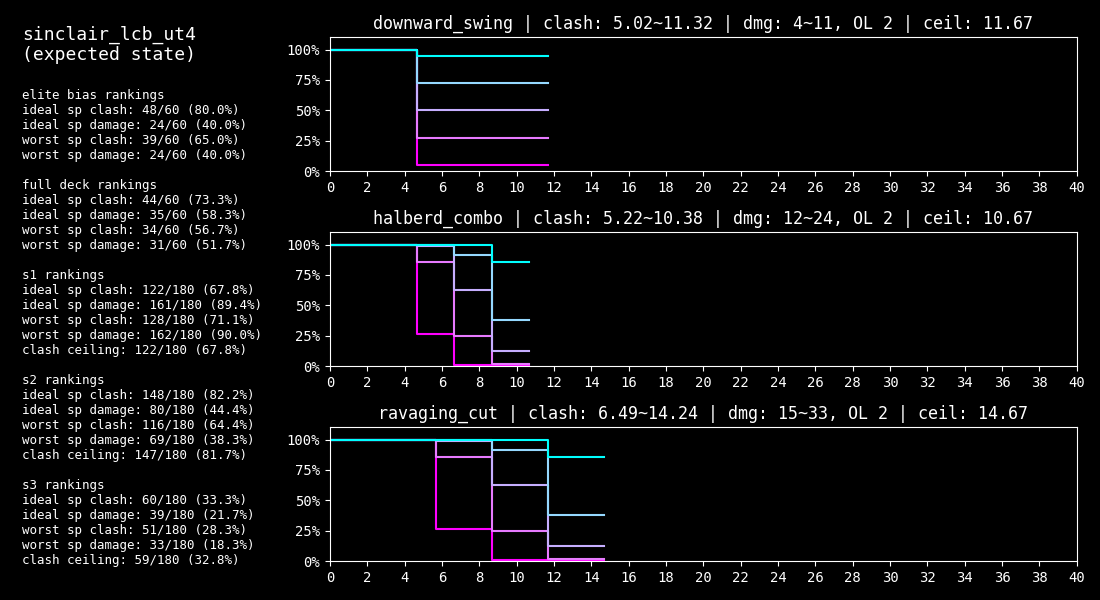 sinclair_lcb_ut4
(expected state)
elite bias rankings
ideal sp clash: 48/60 (80.0%)
ideal sp damage: 24/60 (40.0%)
worst sp clash: 39/60 (65.0%)
worst sp damage: 24/60 (40.0%)
full deck rankings
ideal sp clash: 44/60 (73.3%)
ideal sp damage: 35/60 (58.3%)
worst sp clash: 34/60 (56.7%)
worst sp damage: 31/60 (51.7%)
s1 rankings
ideal sp clash: 122/180 (67.8%)
ideal sp damage: 161/180 (89.4%)
worst sp clash: 128/180 (71.1%)
worst sp damage: 162/180 (90.0%)
clash ceiling: 122/180 (67.8%)
s2 rankings
ideal sp clash: 148/180 (82.2%)
ideal sp damage: 80/180 (44.4%)
worst sp clash: 116/180 (64.4%)
worst sp damage: 69/180 (38.3%)
clash ceiling: 147/180 (81.7%)
s3 rankings
ideal sp clash: 60/180 (33.3%)
ideal sp damage: 39/180 (21.7%)
worst sp clash: 51/180 (28.3%)
worst sp damage: 33/180 (18.3%)
clash ceiling: 59/180 (32.8%)
downward_swing | clash: 5.02~11.32 | dmg: 4~11, OL 2 | ceil: 11.67
100%
75%
50%
25%
0%
0 2 4 6 8 10 12 14 16 18 20 22 24 26 28 30 32 34 36 38 40
halberd_combo | clash: 5.22~10.38 | dmg: 12~24, OL 2 | ceil: 10.67
100%
75%
50%
25%
0%
0 2 4 6 8 10 12 14 16 18 20 22 24 26 28 30 32 34 36 38 40
ravaging_cut | clash: 6.49~14.24 | dmg: 15~33, OL 2 | ceil: 14.67
100%
75%
50%
25%
0%
0 2 4 6 8 10 12 14 16 18 20 22 24 26 28 30 32 34 36 38 40